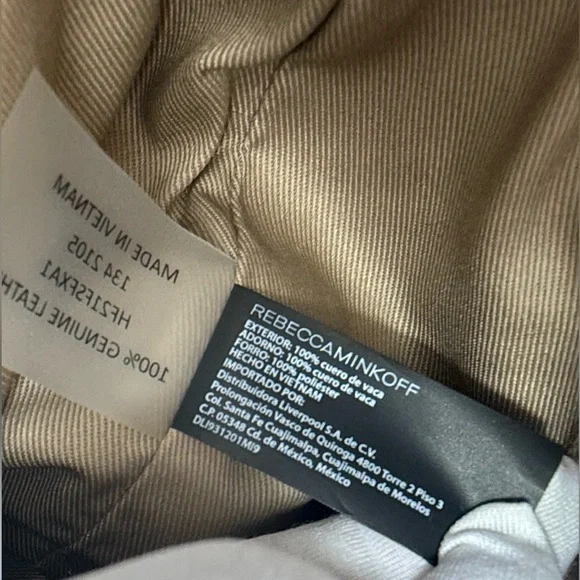 MADE IN VIETNAM
134 2105
HF21FSFXA1
100% GENUINE LEATH
REBECCAMINKOFF
EXTERIOR: 100% cuero de vaca
ADORNO: 100% cuero de vaca
FORRO: 100% poliéster
HECHO EN VIETNAM
IMPORTADO POR:
Distribuidora Liverpool S.A. de C.V.
Prolongación Vasco de Quiroga 4800 Torre 2 Piso 3
Col. Santa Fe Cuajimalpa, Cuajimalpa de Morelos
C.P. 05348 Cd. de México, México
DLI931201MI9